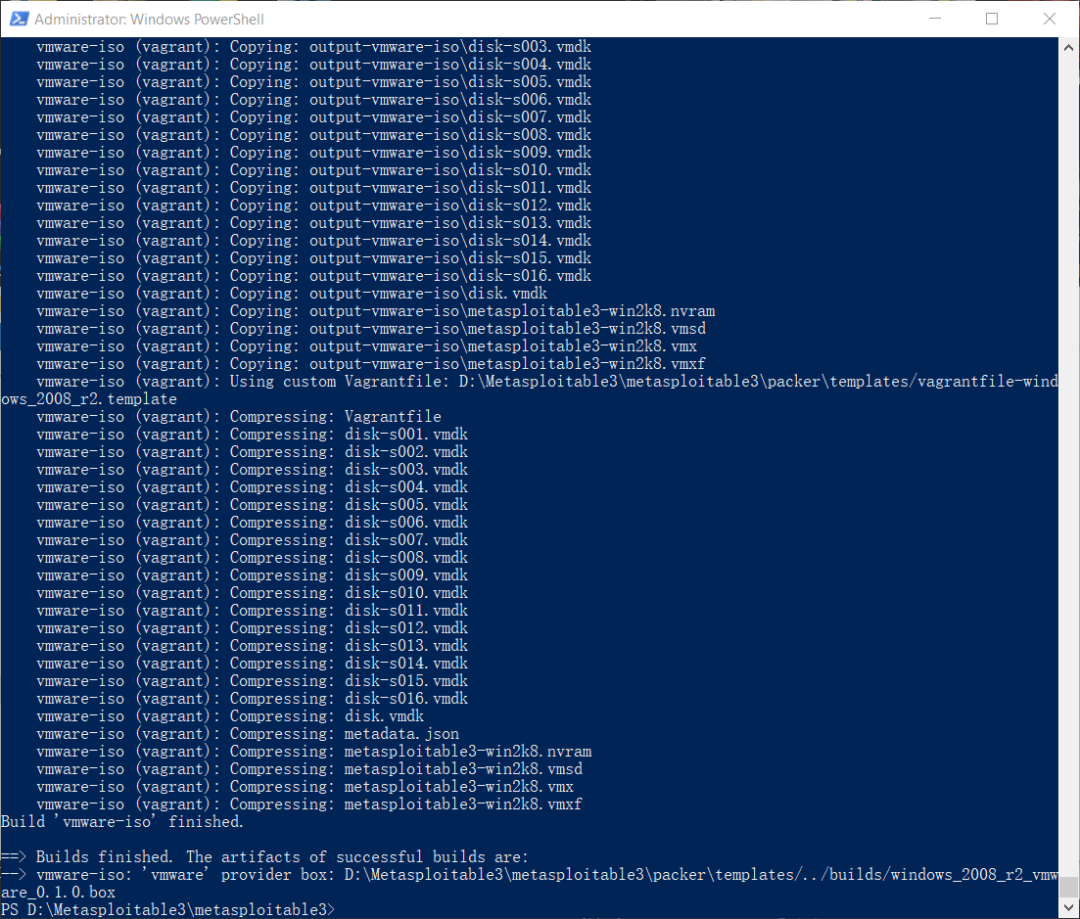 Administrator: Windows PowerShell
vmware-iso (vagrant): Copying: output-vmware-iso\disk-s003.vmdk
vmware-iso (vagrant): Copying: output-vmware-iso\disk-s004.vmdk
vmware-iso (vagrant): Copying: output-vmware-iso\disk-s005.vmdk
vmware-iso (vagrant): Copying: output-vmware-iso\disk-s006.vmdk
vmware-iso (vagrant): Copying: output-vmware-iso\disk-s007.vmdk
vmware-iso (vagrant): Copying: output-vmware-iso\disk-s008.vmdk
vmware-iso (vagrant): Copying: output-vmware-iso\disk-s009.vmdk
vmware-iso (vagrant): Copying: output-vmware-iso\disk-s010.vmdk
vmware-iso (vagrant): Copying: output-vmware-iso\disk-s011.vmdk
vmware-iso (vagrant): Copying: output-vmware-iso\disk-s012.vmdk
vmware-iso (vagrant): Copying: output-vmware-iso\disk-s013.vmdk
vmware-iso (vagrant): Copying: output-vmware-iso\disk-s014.vmdk
vmware-iso (vagrant): Copying: output-vmware-iso\disk-s015.vmdk
vmware-iso (vagrant): Copying: output-vmware-iso\disk-s016.vmdk
vmware-iso (vagrant): Copying: output-vmware-iso\disk.vmdk
vmware-iso (vagrant): Copying: output-vmware-iso\metasploitable3-win2k8.nvram
vmware-iso (vagrant): Copying: output-vmware-iso\metasploitable3-win2k8.vmsd
vmware-iso (vagrant): Copying: output-vmware-iso\metasploitable3-win2k8.vmx
vmware-iso (vagrant): Copying: output-vmware-iso\metasploitable3-win2k8.vmxf
vmware-iso (vagrant): Using custom Vagrantfile: D:\Metasploitable3\metasploitable3\packer\templates/vagrantfile-wind
ows_2008_r2.template
vmware-iso (vagrant): Compressing: Vagrantfile
vmware-iso (vagrant): Compressing: disk-s001.vmdk
vmware-iso (vagrant): Compressing: disk-s002.vmdk
vmware-iso (vagrant): Compressing: disk-s003.vmdk
vmware-iso (vagrant): Compressing: disk-s004.vmdk
vmware-iso (vagrant): Compressing: disk-s005.vmdk
vmware-iso (vagrant): Compressing: disk-s006.vmdk
vmware-iso (vagrant): Compressing: disk-s007.vmdk
vmware-iso (vagrant): Compressing: disk-s008.vmdk
vmware-iso (vagrant): Compressing: disk-s009.vmdk
vmware-iso (vagrant): Compressing: disk-s010.vmdk
vmware-iso (vagrant): Compressing: disk-s011.vmdk
vmware-iso (vagrant): Compressing: disk-s012.vmdk
vmware-iso (vagrant): Compressing: disk-s013.vmdk
vmware-iso (vagrant): Compressing: disk-s014.vmdk
vmware-iso (vagrant): Compressing: disk-s015.vmdk
vmware-iso (vagrant): Compressing: disk-s016.vmdk
vmware-iso (vagrant): Compressing: disk.vmdk
vmware-iso (vagrant): Compressing: metadata.json
vmware-iso (vagrant): Compressing: metasploitable3-win2k8.nvram
vmware-iso (vagrant): Compressing: metasploitable3-win2k8.vmsd
vmware-iso (vagrant): Compressing: metasploitable3-win2k8.vmx
vmware-iso (vagrant): Compressing: metasploitable3-win2k8.vmxf
Build 'vmware-iso' finished.
==> Builds finished. The artifacts of successful builds are:
--> vmware-iso: 'vmware' provider box: D:\Metasploitable3\metasploitable3\packer\templates/../builds/windows_2008_r2_vmw
are_0.1.0.box
PS D:\Metasploitable3\metasploitable3>